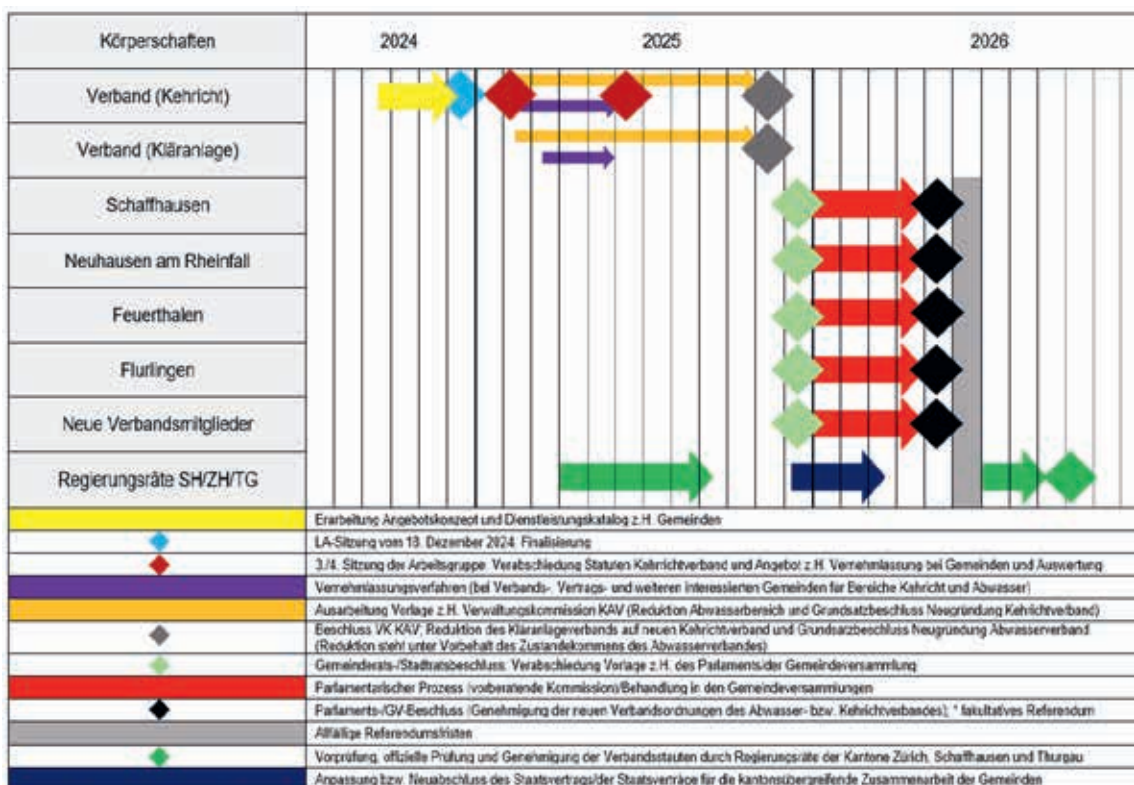 Körperschaften 2024 2025 2026
Verband (Kehricht)
Verband (Kläranlage)
Schaffhausen
Neuhausen am Rheinfall
Feuerthalen
Flurlingen
Neue Verbandsmitglieder
Regierungsräte SH/ZH/TG
Erarbeitung Angebotskonzept und Dienstleistungskatalog z.H. Gemeinden
LA-Sitzung vom 18. Dezember 2024: Finalisierung
3./4. Sitzung der Arbeitsgruppe: Verabschiedung Statuten Kehrichtverband und Angebot z.H. Vernehmlassung bei Gemeinden und Auswertung
Vernehmlassungsverfahren (bei Verbands-, Vertrags- und weiteren interessierten Gemeinden für Bereiche Kehricht und Abwasser)
Ausarbeitung Vorlage z.H. Verwaltungskommission KAV (Reduktion Abwasserbereich und Grundsatzbeschluss Neugründung Kehrichtverband)
Beschluss VK KAV; Reduktion des Kläranlageverbands auf neuen Kehrichtverband und Grundsatzbeschluss Neugründung Abwasserverband
(Reduktion steht unter Vorbehalt des Zustandekommens des Abwasserverbandes)
Gemeinderats-/Stadtratsbeschluss: Verabschiedung Vorlage z.H. des Parlaments/der Gemeindeversammlung
Parlamentarischer Prozess (vorberatende Kommission)/Behandlung in den Gemeindeversammlungen
Parlaments-/GV-Beschluss (Genehmigung der neuen Verbandsordnungen des Abwasser- bzw. Kehrichtverbandes); * fakultatives Referendum
Allfällige Referendumsfristen
Vorprüfung, offizielle Prüfung und Genehmigung der Verbandsstauten durch Regierungsräte der Kantone Zürich, Schaffhausen und Thurgau
Anpassung bzw. Neuabschluss des Staatsvertrags/der Staatsverträge für die kantonsübergreifende Zusammenarbeit der Gemeinden